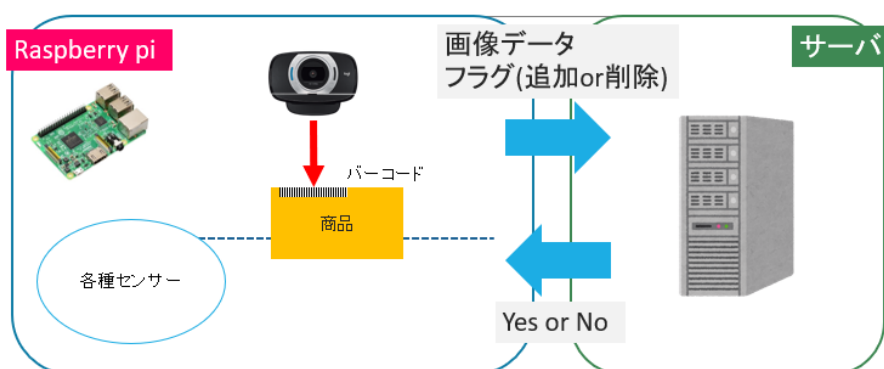 Raspberry pi
画像データ
フラグ(追加or削除)
サーバ
バーコード
商品
各種センサー
Yes or No